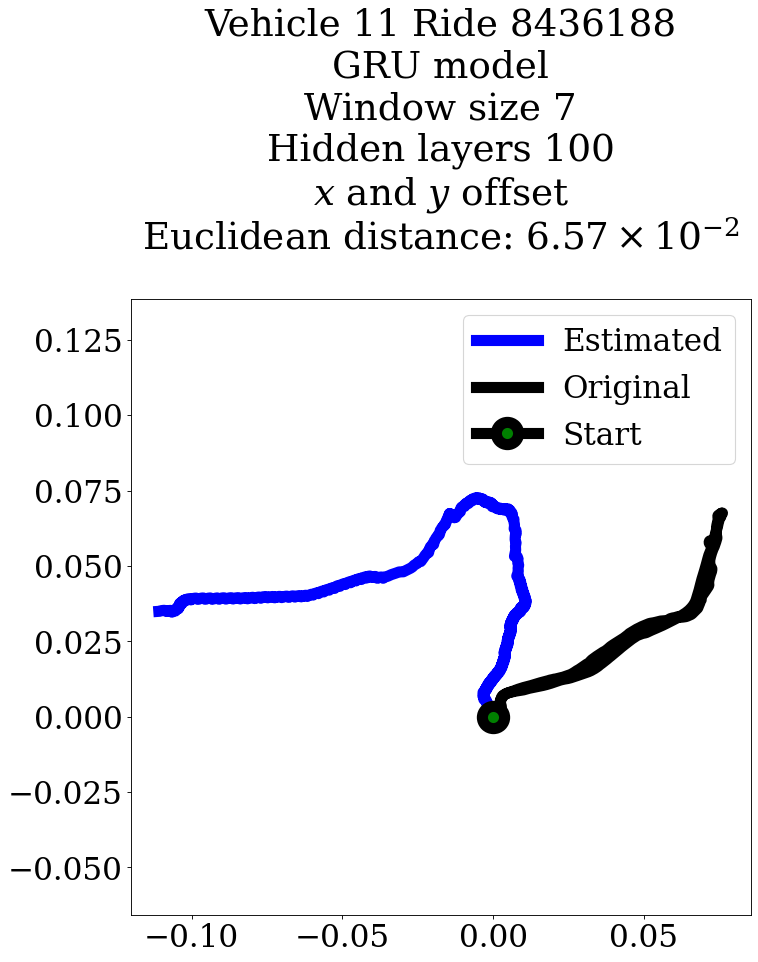 Vehicle 11 Ride 8436188
GRU model
Window size 7
Hidden layers 100
x and y offset
Euclidean distance: 6.57 × 10⁻²
Estimated
Original
Start
0.125
0.100
0.075
0.050
0.025
0.000
−0.025
−0.050
−0.10 −0.05 0.00 0.05